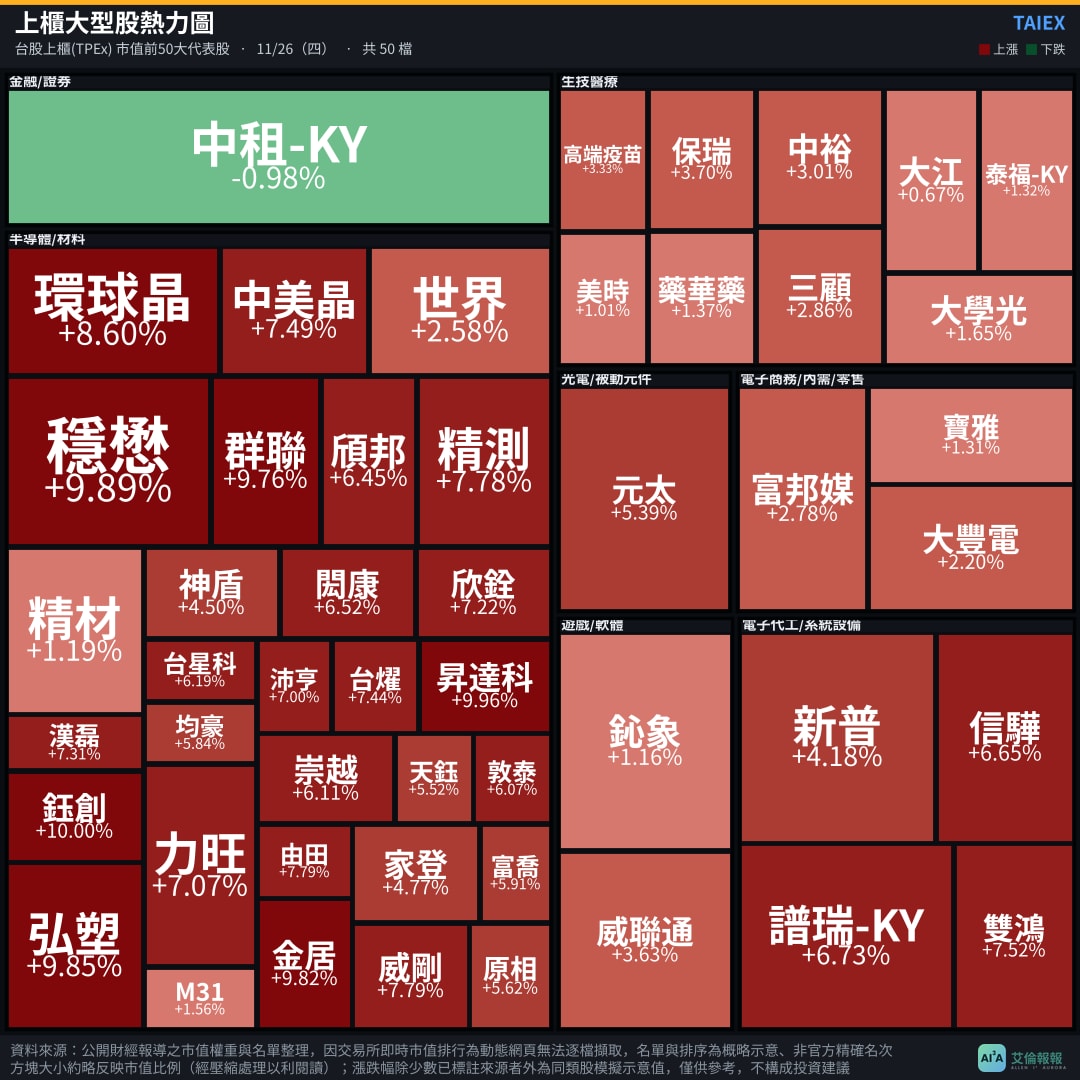 上櫃大型股熱力圖
TAIEX
台股上櫃(TPEx) 市值前50大代表股 · 11/26（四） · 共 50 檔
上漲 下跌
金融/證券
中租-KY
-0.98%
半導體/材料
環球晶
+8.60%
中美晶
+7.49%
世界
+2.58%
穩懋
+9.89%
群聯
+9.76%
頎邦
+6.45%
精測
+7.78%
精材
+1.19%
神盾
+4.50%
閎康
+6.52%
欣銓
+7.22%
台星科
+6.19%
沛亨
+7.00%
台燿
+7.44%
昇達科
+9.96%
漢磊
+7.31%
均豪
+5.84%
崇越
+6.11%
天鈺
+5.52%
敦泰
+6.07%
鈺創
+10.00%
力旺
+7.07%
由田
+7.79%
家登
+4.77%
富喬
+5.91%
弘塑
+9.85%
金居
+9.82%
威剛
+7.79%
原相
+5.62%
M31
+1.56%
生技醫療
高端疫苗
+3.33%
保瑞
+3.70%
中裕
+3.01%
大江
+0.67%
泰福-KY
+1.32%
美時
+1.01%
藥華藥
+1.37%
三顧
+2.86%
大學光
+1.65%
光電/被動元件
元太
+5.39%
電子商務/內需/零售
富邦媒
+2.78%
寶雅
+1.31%
大豐電
+2.20%
遊戲/軟體
鈊象
+1.16%
威聯通
+3.63%
電子代工/系統設備
新普
+4.18%
信驊
+6.65%
譜瑞-KY
+6.73%
雙鴻
+7.52%
資料來源：公開財經報導之市值權重與名單整理，因交易所即時市值排行為動態網頁無法逐檔擷取，名單與排序為概略示意、非官方精確名次
方塊大小約略反映市值比例（經壓縮處理以利閱讀）；漲跌幅除少數已標註來源者外為同類股模擬示意值，僅供參考，不構成投資建議
艾倫報報